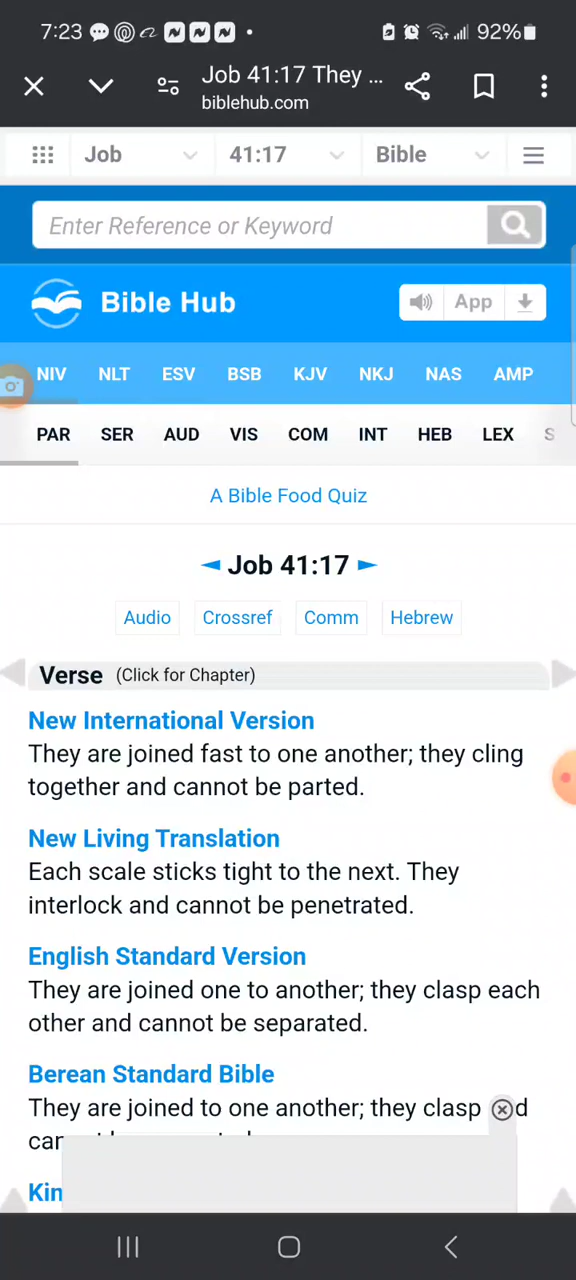 7:23 92%
Job 41:17 They ...
biblehub.com
Job 41:17 Bible
Enter Reference or Keyword
Bible Hub App
NIV NLT ESV BSB KJV NKJ NAS AMP
PAR SER AUD VIS COM INT HEB LEX S
A Bible Food Quiz
Job 41:17
Audio Crossref Comm Hebrew
Verse (Click for Chapter)
New International Version
They are joined fast to one another; they cling
together and cannot be parted.
New Living Translation
Each scale sticks tight to the next. They
interlock and cannot be penetrated.
English Standard Version
They are joined one to another; they clasp each
other and cannot be separated.
Berean Standard Bible
They are joined to one another; they clasp d
can
Kin